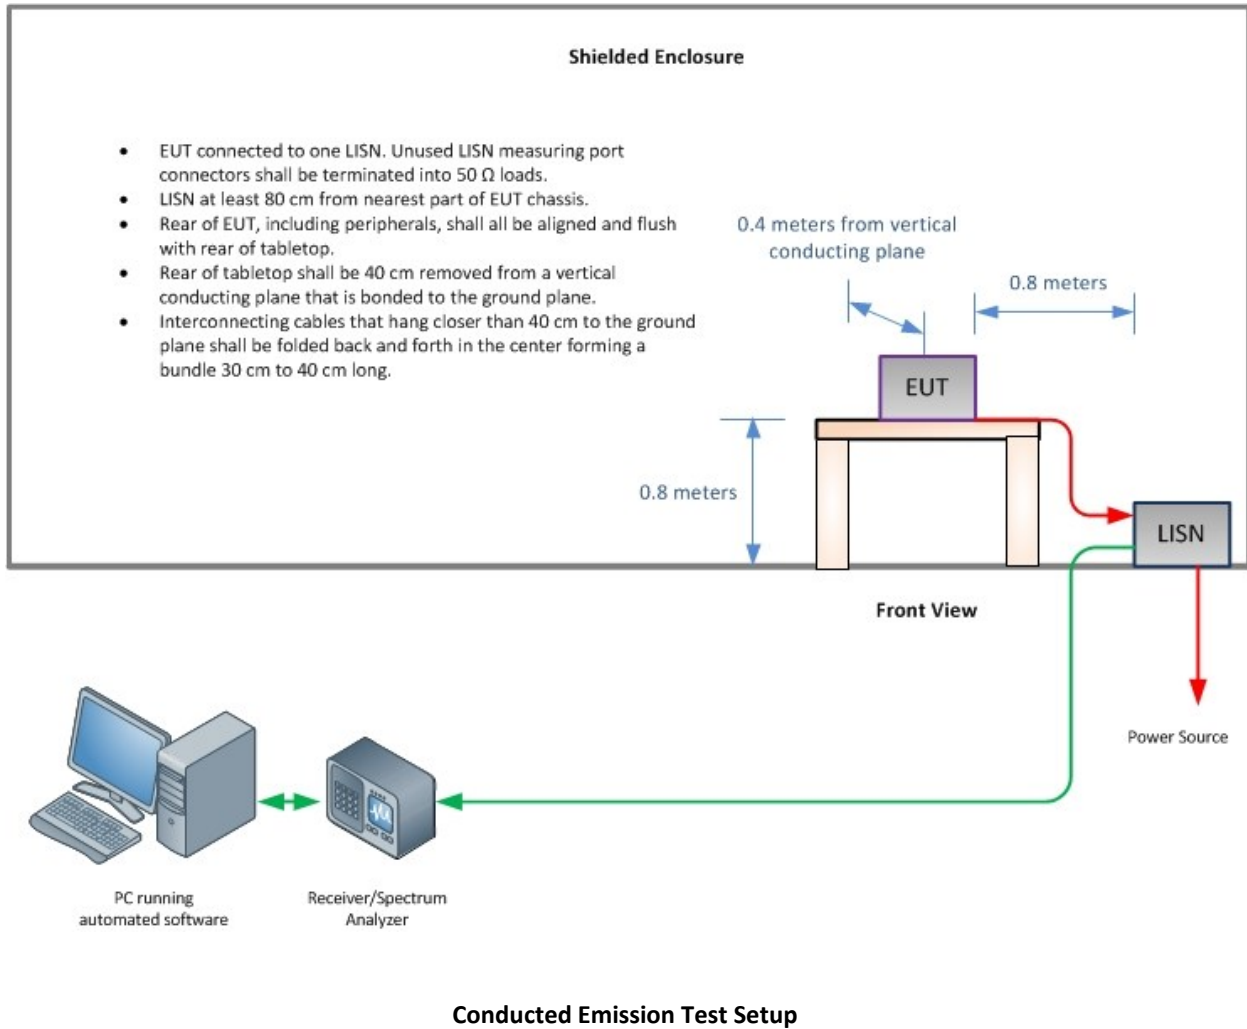 Shielded Enclosure
• EUT connected to one LISN. Unused LISN measuring port
connectors shall be terminated into 50 Ω loads.
• LISN at least 80 cm from nearest part of EUT chassis.
• Rear of EUT, including peripherals, shall all be aligned and flush
with rear of tabletop.
• Rear of tabletop shall be 40 cm removed from a vertical
conducting plane that is bonded to the ground plane.
• Interconnecting cables that hang closer than 40 cm to the ground
plane shall be folded back and forth in the center forming a
bundle 30 cm to 40 cm long.
0.4 meters from vertical
conducting plane
0.8 meters
EUT
0.8 meters
LISN
Front View
Power Source
PC running
automated software
Receiver/Spectrum
Analyzer
Conducted Emission Test Setup